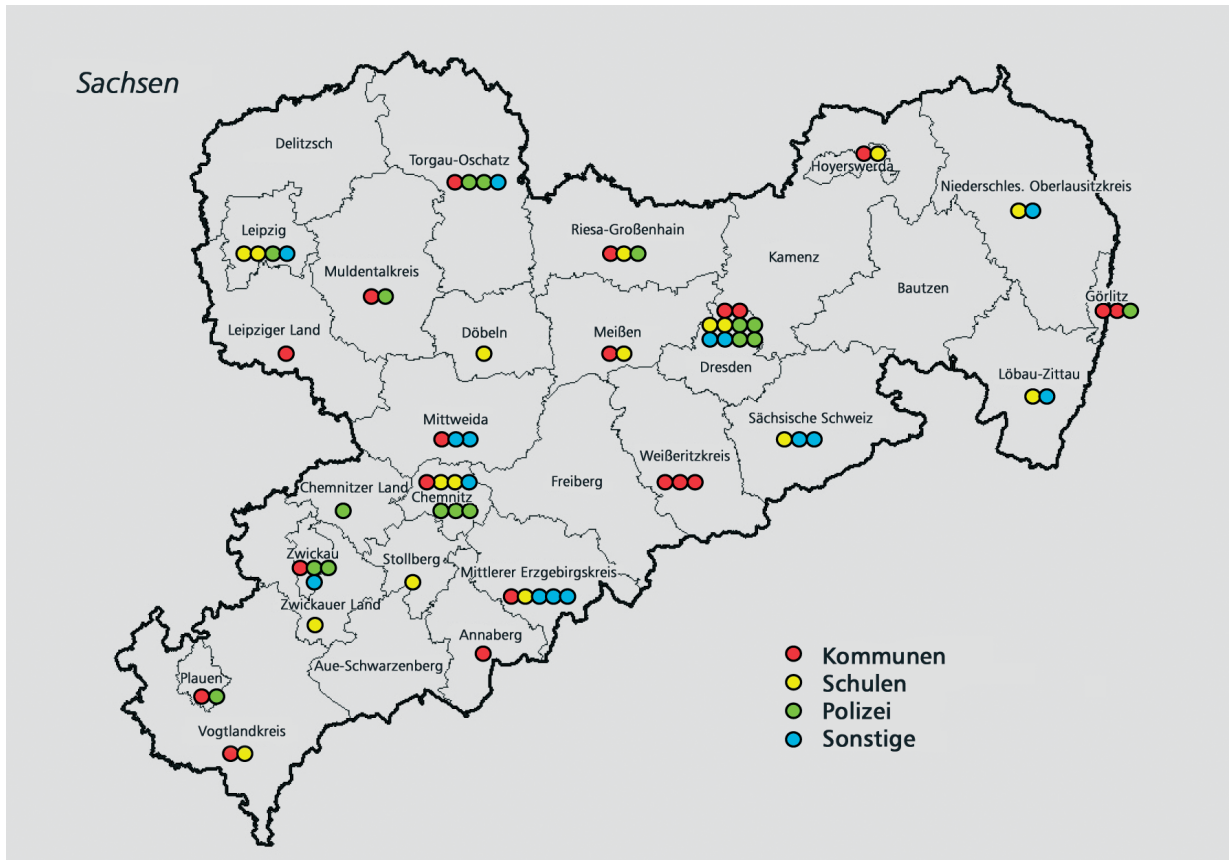 Sachsen
Delitzsch
Torgau-Oschatz
Hoyerswerda
Niederschles. Oberlausitzkreis
Leipzig
Riesa-Großenhain
Kamenz
Muldentalkreis
Bautzen
Görlitz
Leipziger Land
Döbeln
Meißen
Dresden
Löbau-Zittau
Mittweida
Sächsische Schweiz
Weißeritzkreis
Chemnitzer Land
Chemnitz
Freiberg
Zwickau
Stollberg
Mittlerer Erzgebirgskreis
Zwickauer Land
Annaberg
Aue-Schwarzenberg
Plauen
Vogtlandkreis
Kommunen
Schulen
Polizei
Sonstige